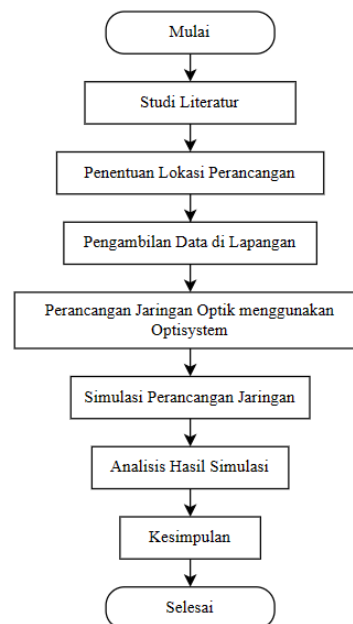 Mulai
Studi Literatur
Penentuan Lokasi Perancangan
Pengambilan Data di Lapangan
Perancangan Jaringan Optik menggunakan
Optisystem
Simulasi Perancangan Jaringan
Analisis Hasil Simulasi
Kesimpulan
Selesai